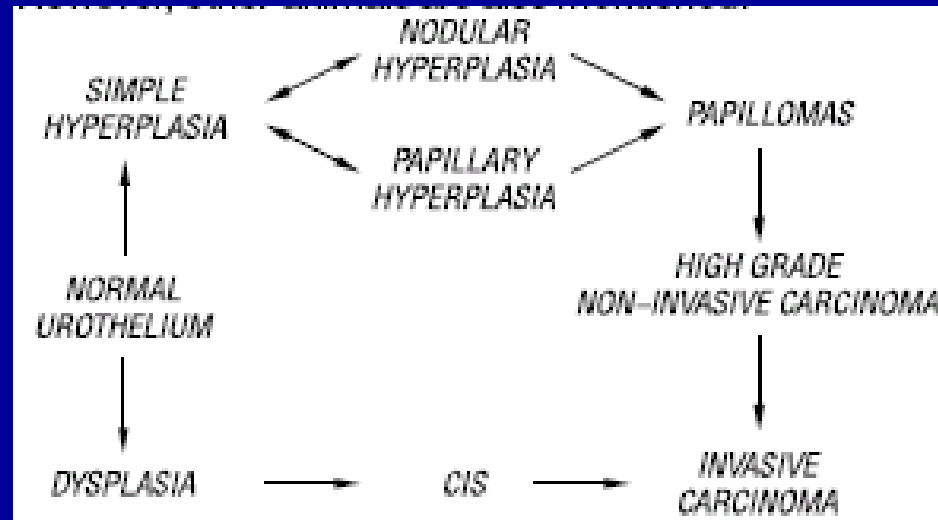 NODULAR
HYPERPLASIA
SIMPLE
HYPERPLASIA
PAPILLOMAS
PAPILLARY
HYPERPLASIA
HIGH GRADE
NON-INVASIVE CARCINOMA
NORMAL
UROTHELIUM
DYSPLASIA
CIS
INVASIVE
CARCINOMA